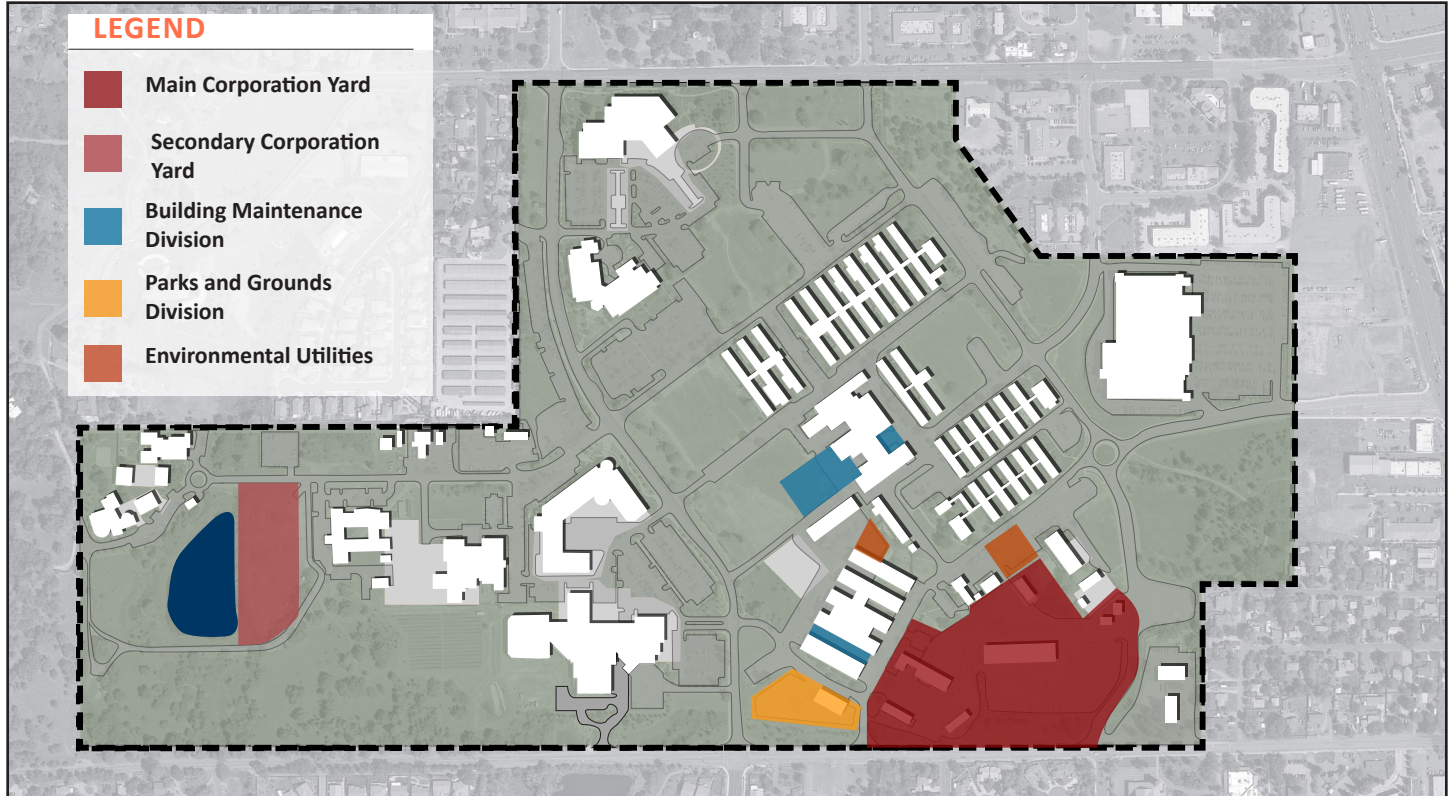 LEGEND
Main Corporation Yard
Secondary Corporation
Yard
Building Maintenance
Division
Parks and Grounds
Division
Environmental Utilities